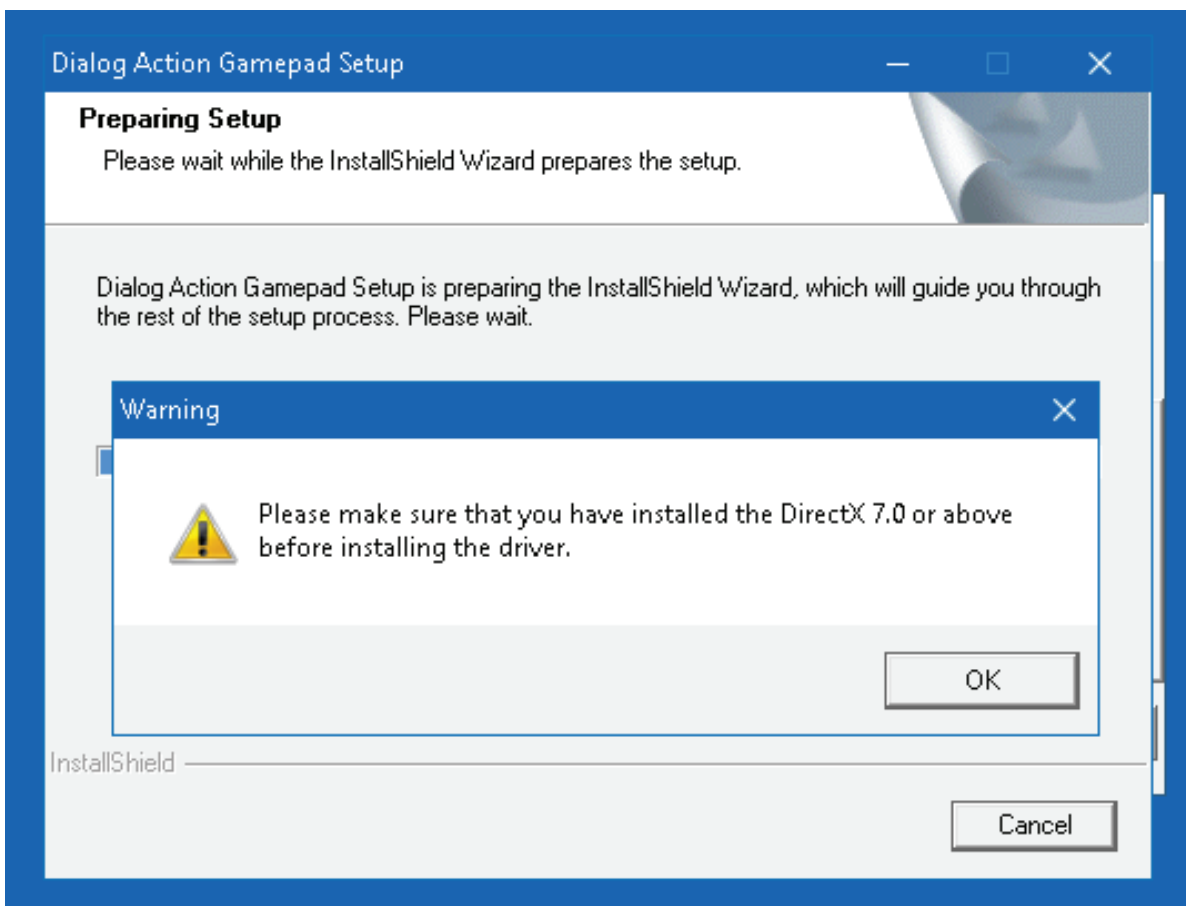 Dialog Action Gamepad Setup
Preparing Setup
Please wait while the InstallShield Wizard prepares the setup.
Dialog Action Gamepad Setup is preparing the InstallShield Wizard, which will guide you through
the rest of the setup process. Please wait.
Warning
Please make sure that you have installed the DirectX 7.0 or above
before installing the driver.
OK
InstallShield
Cancel